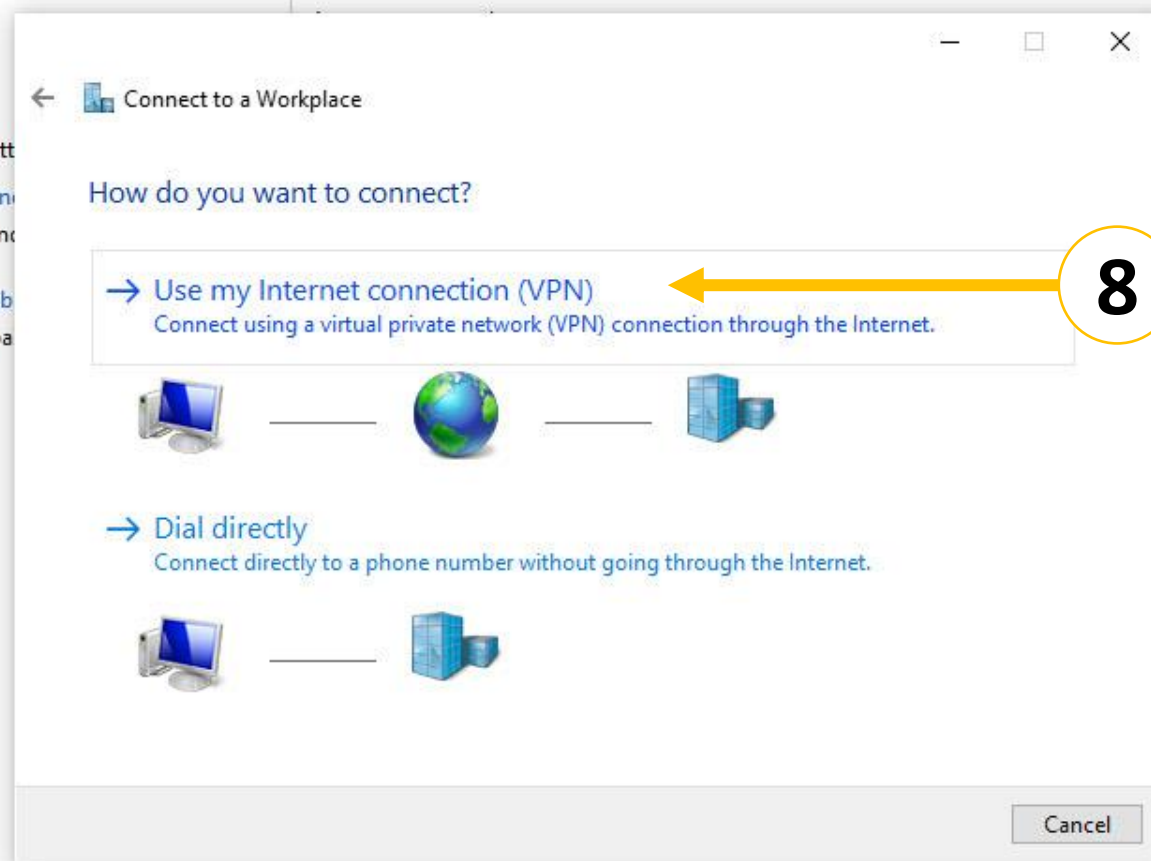 Connect to a Workplace
How do you want to connect?
Use my Internet connection (VPN)
8
Connect using a virtual private network (VPN) connection through the Internet.
Dial directly
Connect directly to a phone number without going through the Internet.
Cancel